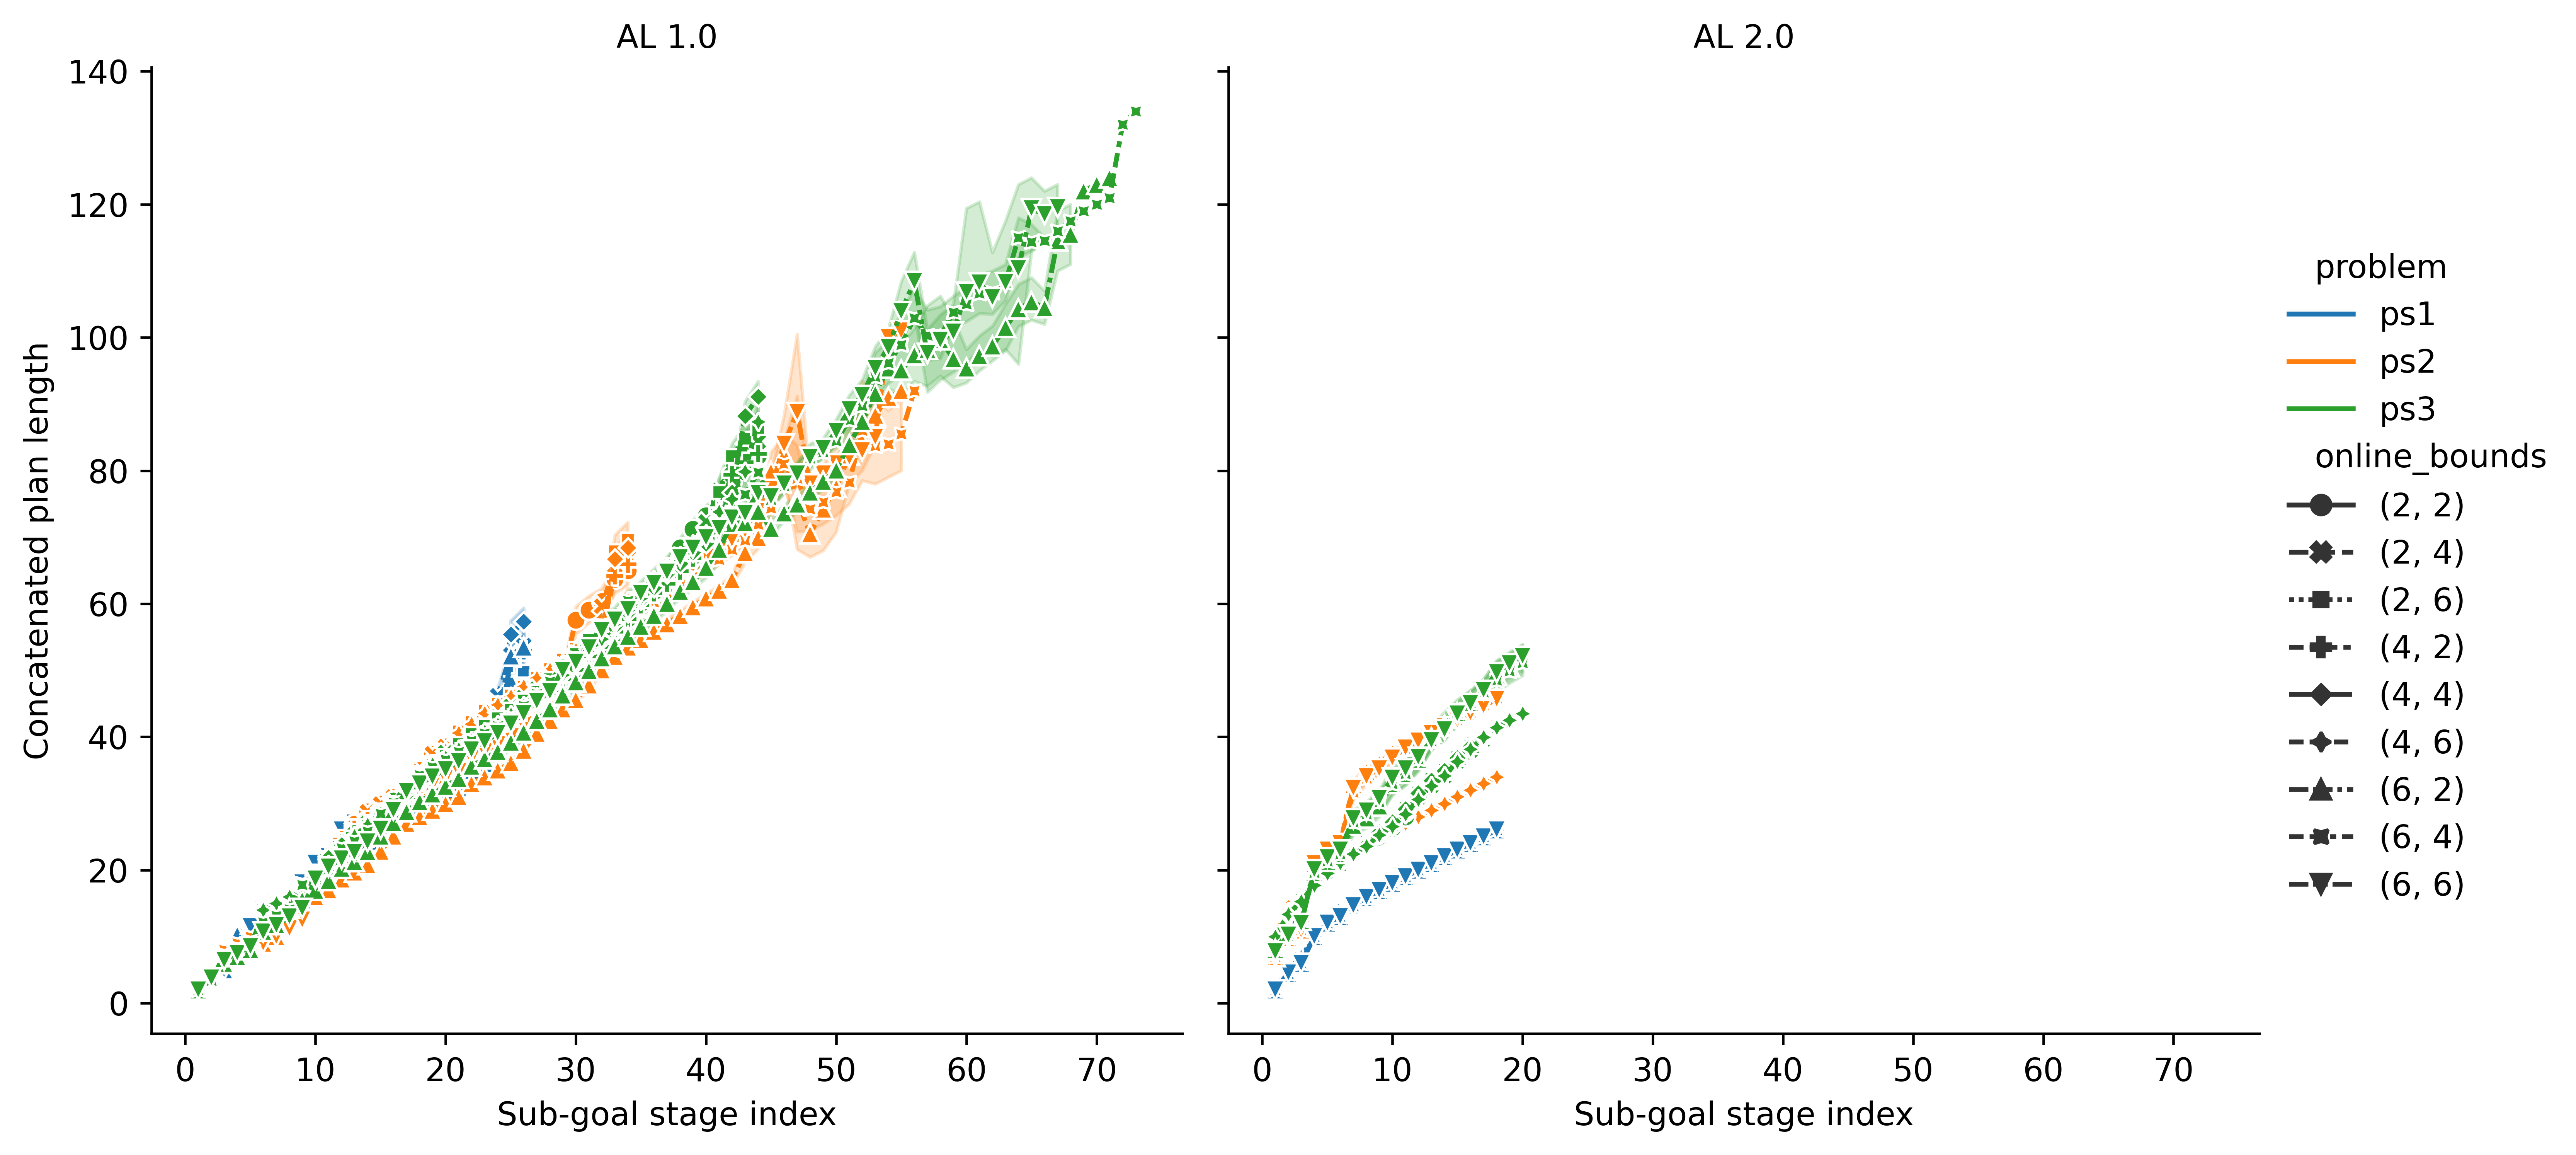 AL 1.0
AL 2.0
Concatenated plan length
140
120
100
80
60
40
20
0
0 10 20 30 40 50 60 70
Sub-goal stage index
0 10 20 30 40 50 60 70
Sub-goal stage index
problem
ps1
ps2
ps3
online_bounds
(2, 2)
(2, 4)
(2, 6)
(4, 2)
(4, 4)
(4, 6)
(6, 2)
(6, 4)
(6, 6)